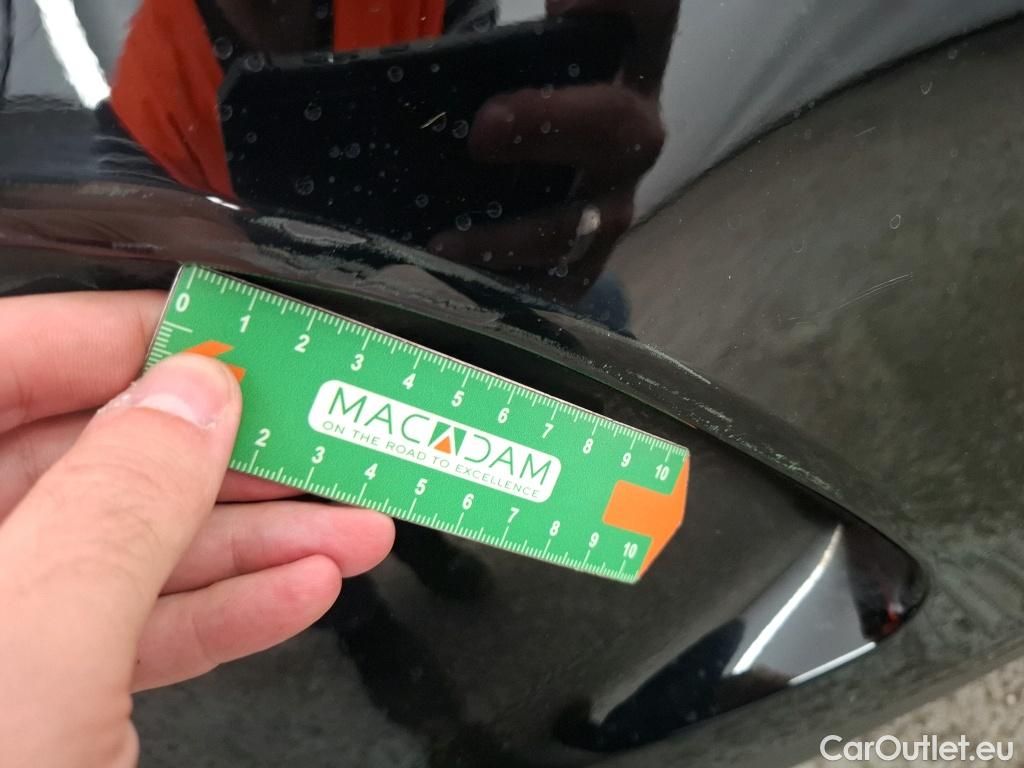 0 1 2 3 4 5 6 7 8 9 10
MACADAM
ON THE ROAD TO EXCELLENCE
2 3 4 5 6 7 8 9 10
CarOutlet.eu